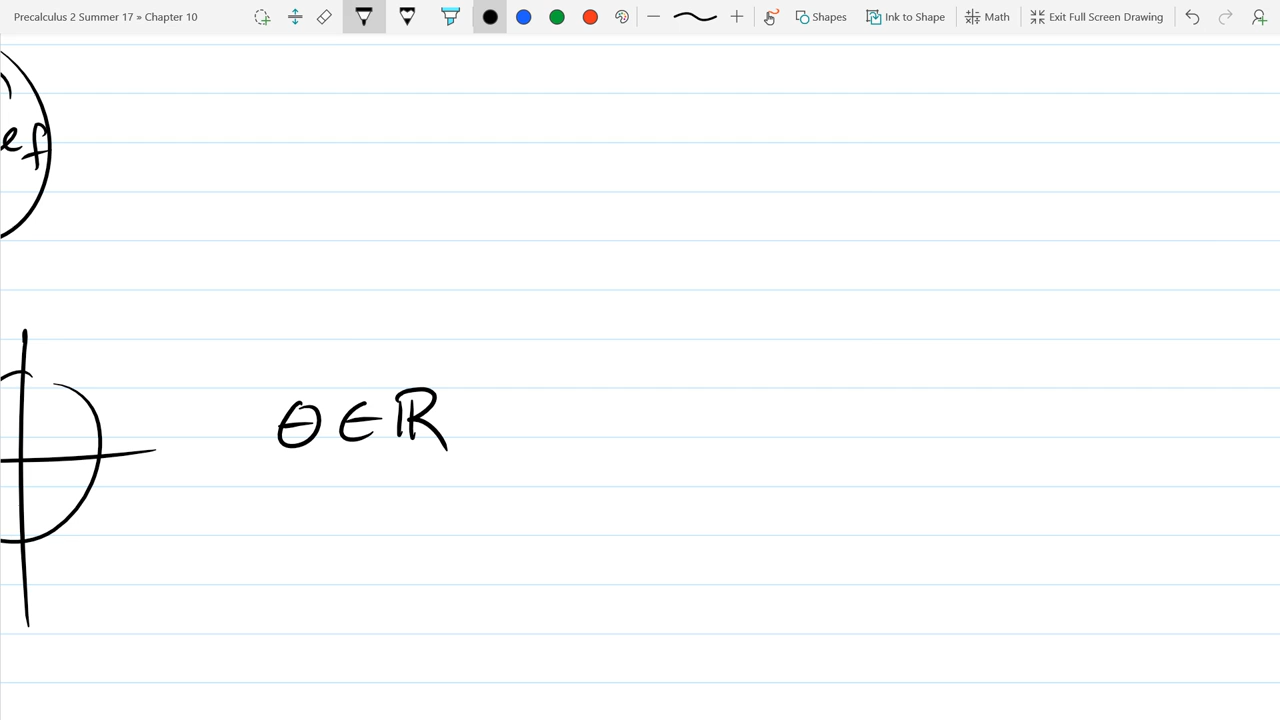 Precalculus 2 Summer 17 » Chapter 10
Shapes
Ink to Shape
Math
Exit Full Screen Drawing
ef
θ ∈ ℝ